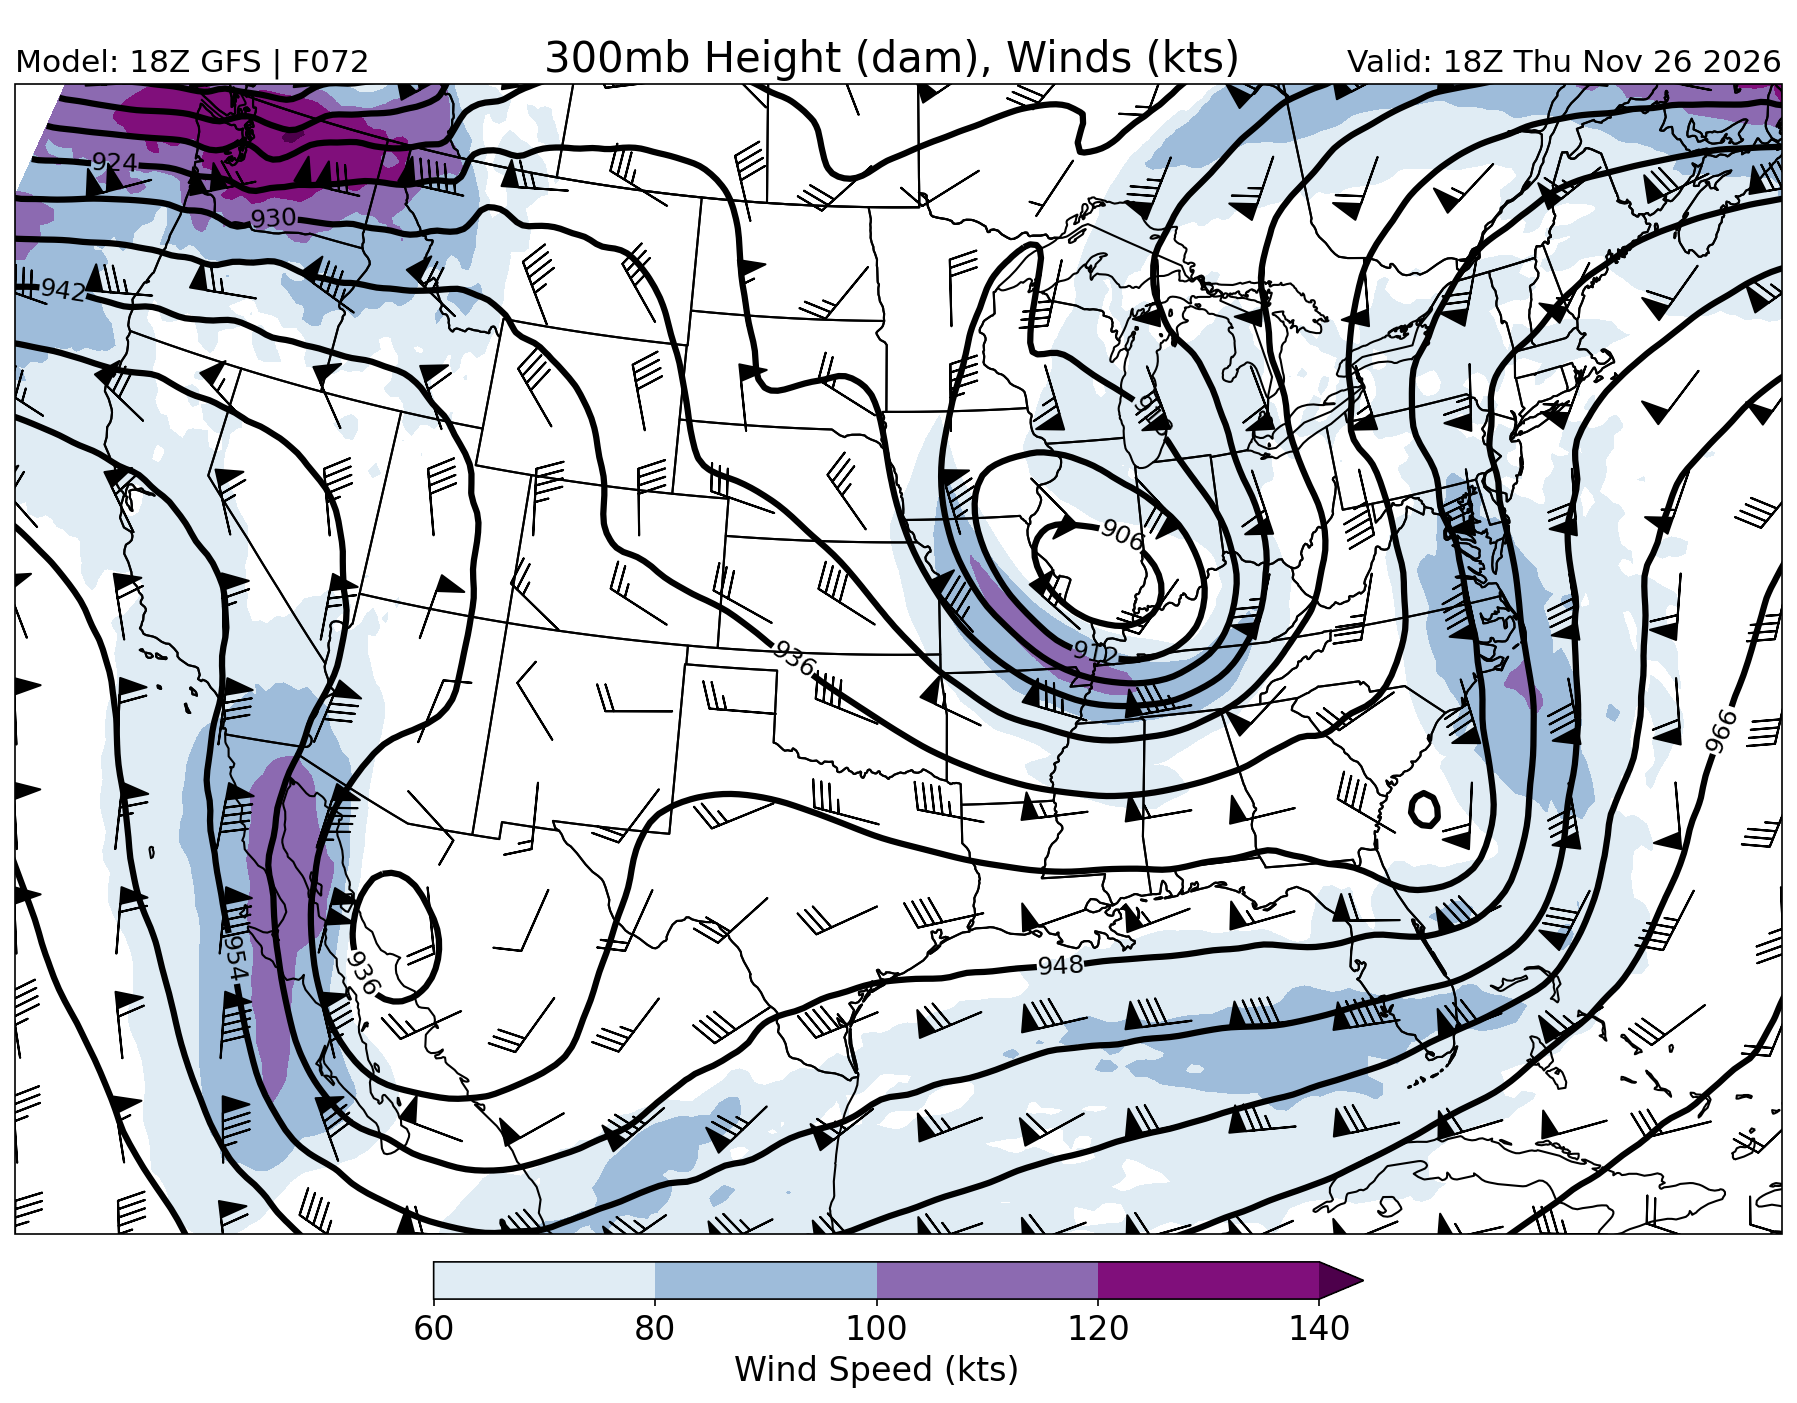 Model: 18Z GFS | F072
300mb Height (dam), Winds (kts)
Valid: 18Z Thu Nov 26 2026
924
930
942
906
912
936
966
954
936
948
60 80 100 120 140
Wind Speed (kts)